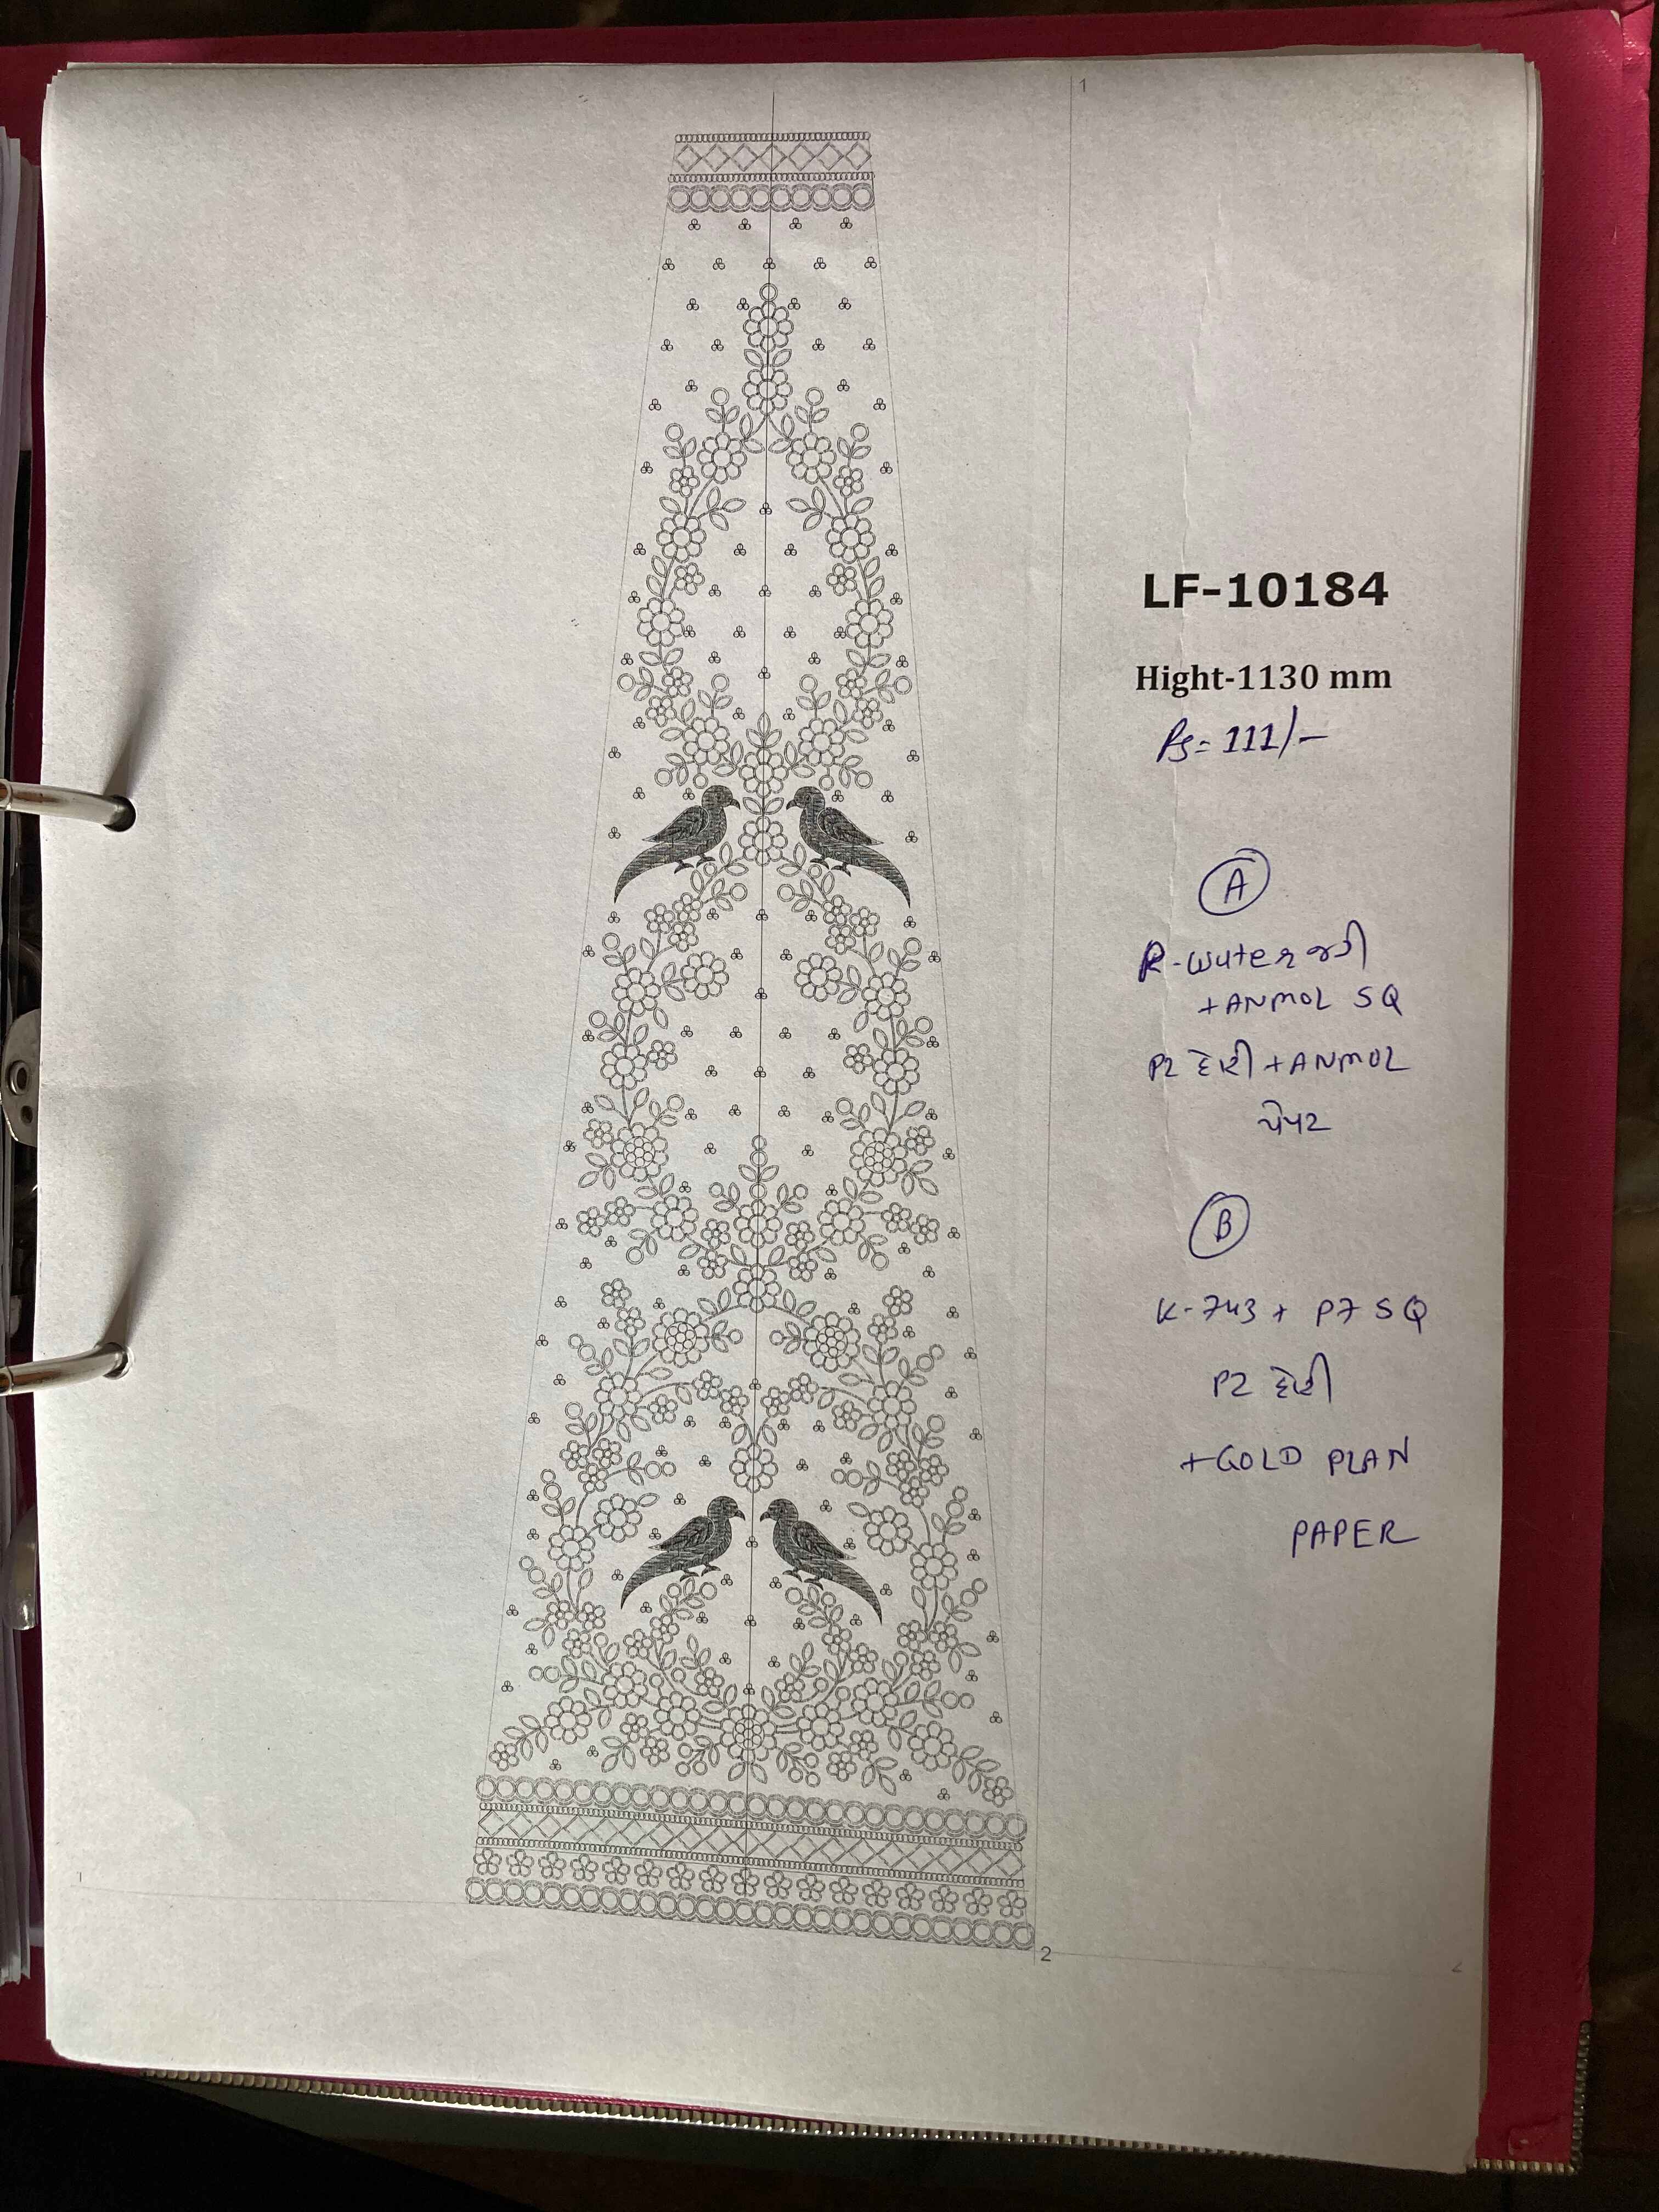 1
LF-10184
Hight-1130 mm
Rs= 111/-
A
R-water જરી
+ANMOL SQ
P2 દોરી +ANMOL
પેપર
B
K-743 + P7 SQ
P2 દોરી
+GOLD PLAN
PAPER
1
2
2